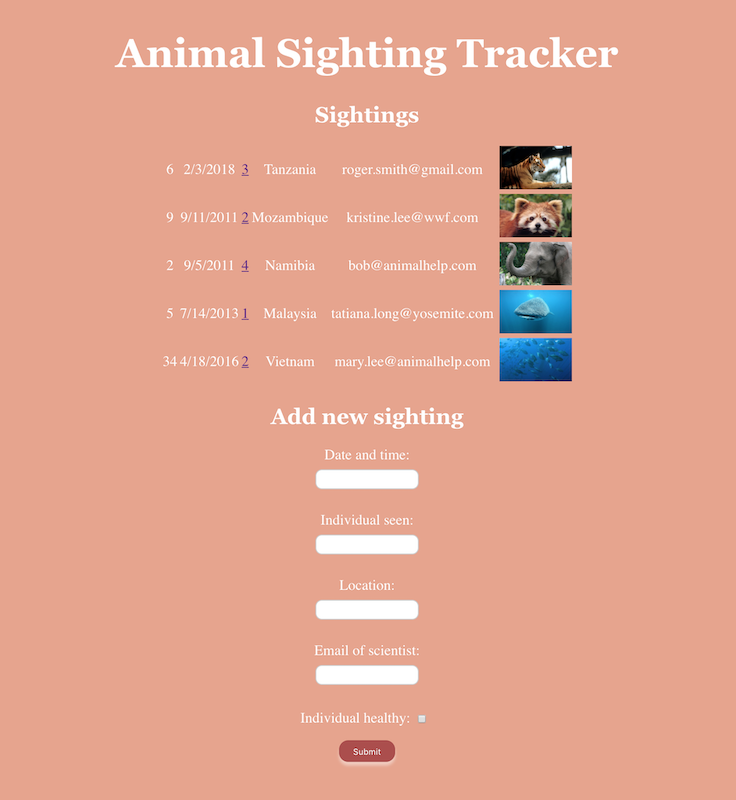 Animal Sighting Tracker
Sightings
6 2/3/2018 3 Tanzania roger.smith@gmail.com
9 9/11/2011 2 Mozambique kristine.lee@wwf.com
2 9/5/2011 4 Namibia bob@animalhelp.com
5 7/14/2013 1 Malaysia tatiana.long@yosemite.com
34 4/18/2016 2 Vietnam mary.lee@animalhelp.com
Add new sighting
Date and time:
Individual seen:
Location:
Email of scientist:
Individual healthy:
Submit